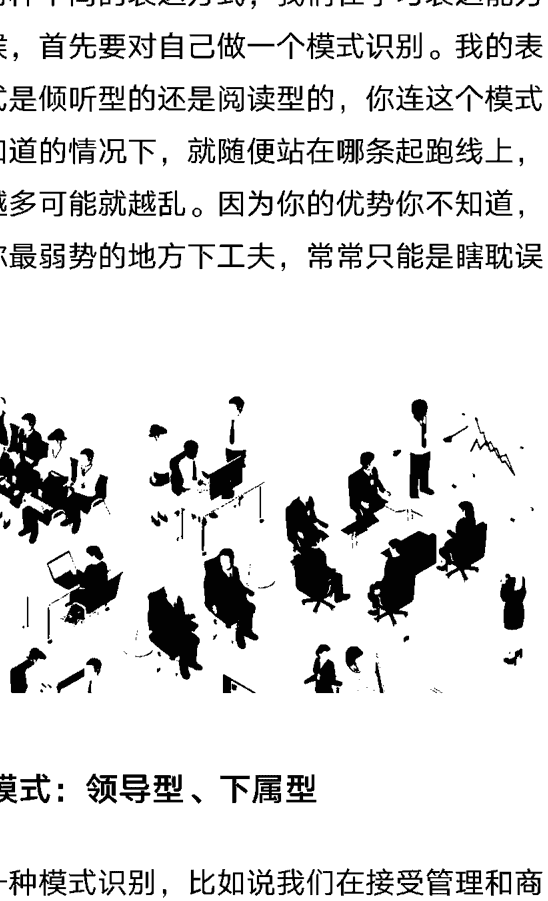 种不同的表达方式，我们在学习表达能力
，首先要对自己做一个模式识别。我的表
式是倾听型的还是阅读型的，你连这个模式
知道的情况下，就随便站在哪条起跑线上，
越多可能就越乱。因为你的优势你不知道，
你最弱势的地方下工夫，常常只能是瞎耽误
模式：领导型、下属型
一种模式识别，比如说我们在接受管理和商